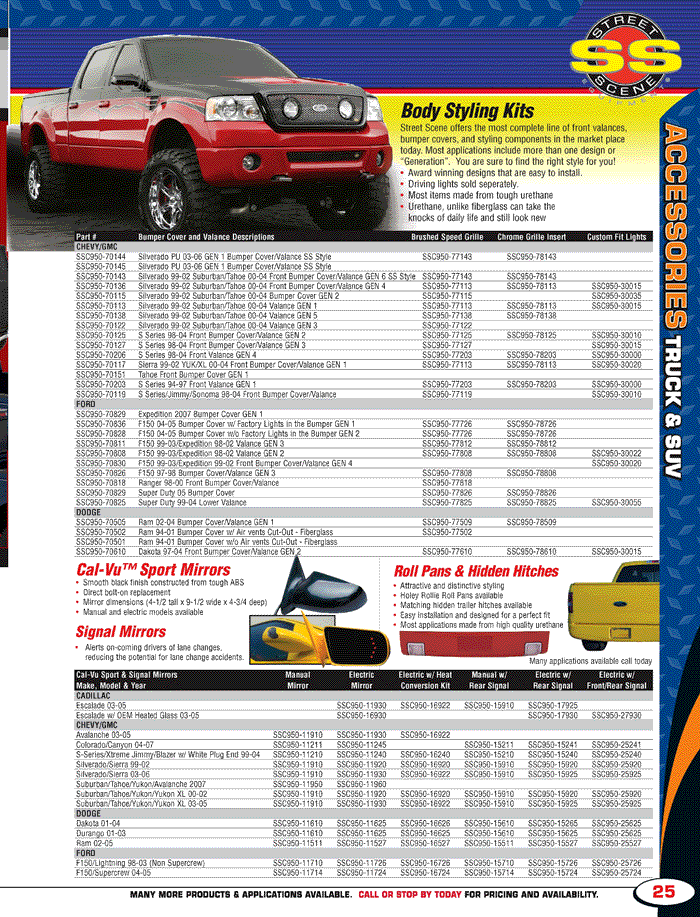 STREET
SS
SCENE
EQUIPMENT
Body Styling Kits
Street Scene offers the most complete line of front valances,
bumper covers, and styling components in the market place
today. Most applications include more than one design or
“Generation”. You are sure to find the right style for you!
• Award winning designs that are easy to install.
• Driving lights sold seperately.
• Most items made from tough urethane
• Urethane, unlike fiberglass can take the
knocks of daily life and still look new
ACCESSORIES TRUCK & SUV
Part # Bumper Cover and Valance Descriptions Brushed Speed Grille Chrome Grille Insert Custom Fit Lights
CHEVY/GMC
SSC950-70144 Silverado PU 03-06 GEN 1 Bumper Cover/Valance SS Style SSC950-77143 SSC950-78143
SSC950-70145 Silverado PU 03-06 GEN 1 Bumper Cover/Valance SS Style
SSC950-70143 Silverado 99-02 Suburban/Tahoe 00-04 Front Bumper Cover/Valance GEN 6 SS Style SSC950-77143 SSC950-78143
SSC950-70136 Silverado 99-02 Suburban/Tahoe 00-04 Front Bumper Cover/Valance GEN 4 SSC950-77113 SSC950-78113 SSC950-30015
SSC950-70115 Silverado 99-02 Suburban/Tahoe 00-04 Bumper Cover GEN 2 SSC950-77115 SSC950-30035
SSC950-70113 Silverado 99-02 Suburban/Tahoe 00-04 Valance GEN 1 SSC950-77113 SSC950-78113 SSC950-30015
SSC950-70138 Silverado 99-02 Suburban/Tahoe 00-04 Valance GEN 5 SSC950-77138 SSC950-78138
SSC950-70122 Silverado 99-02 Suburban/Tahoe 00-04 Valance GEN 3 SSC950-77122
SSC950-70125 S Series 98-04 Front Bumper Cover/Valance GEN 2 SSC950-77125 SSC950-78125 SSC950-30010
SSC950-70127 S Series 98-04 Front Bumper Cover/Valance GEN 3 SSC950-77127 SSC950-30015
SSC950-70206 S Series 98-04 Front Valance GEN 4 SSC950-77203 SSC950-78203 SSC950-30000
SSC950-70117 Sierra 99-02 YUK/XL 00-04 Front Bumper Cover/Valance GEN 1 SSC950-77113 SSC950-78113 SSC950-30020
SSC950-70151 Tahoe Front Bumper Cover GEN 1
SSC950-70203 S Series 94-97 Front Valance GEN 1 SSC950-77203 SSC950-78203 SSC950-30000
SSC950-70119 S Series/Jimmy/Sonoma 98-04 Front Bumper Cover/Valance SSC950-77119 SSC950-30010
FORD
SSC950-70829 Expedition 2007 Bumper Cover GEN 1
SSC950-70836 F150 04-05 Bumper Cover w/ Factory Lights in the Bumper GEN 1 SSC950-77726 SSC950-78726
SSC950-70828 F150 04-05 Bumper Cover w/o Factory Lights in the Bumper GEN 2 SSC950-77726 SSC950-78726
SSC950-70811 F150 99-03/Expedition 98-02 Valance GEN 3 SSC950-77812 SSC950-78812
SSC950-70808 F150 99-03/Expedition 98-02 Valance GEN 2 SSC950-77808 SSC950-78808 SSC950-30022
SSC950-70830 F150 99-03/Expedition 99-02 Front Bumper Cover/Valance GEN 4 SSC950-30020
SSC950-70826 F150 97-98 Bumper Cover/Valance GEN 3 SSC950-77808 SSC950-78808
SSC950-70818 Ranger 98-00 Front Bumper Cover/Valance SSC950-77818
SSC950-70829 Super Duty 05 Bumper Cover SSC950-77826 SSC950-78826
SSC950-70825 Super Duty 99-04 Lower Valance SSC950-77825 SSC950-78825 SSC950-30055
DODGE
SSC950-70505 Ram 02-04 Bumper Cover/Valance GEN 1 SSC950-77509 SSC950-78509
SSC950-70502 Ram 94-01 Bumper Cover w/ Air vents Cut-Out - Fiberglass SSC950-77502
SSC950-70501 Ram 94-01 Bumper Cover w/o Air vents Cut-Out - Fiberglass
SSC950-70610 Dakota 97-04 Front Bumper Cover/Valance GEN 2 SSC950-77610 SSC950-78610 SSC950-30015
Cal-Vu™ Sport Mirrors
• Smooth black finish constructed from tough ABS
• Direct bolt-on replacement
• Mirror dimensions (4-1/2 tall x 9-1/2 wide x 4-3/4 deep)
• Manual and electric models available
Signal Mirrors
• Alerts on-coming drivers of lane changes,
reducing the potential for lane change accidents.
Roll Pans & Hidden Hitches
• Attractive and distinctive styling
• Holey Rollie Roll Pans available
• Matching hidden trailer hitches available
• Easy installation and designed for a perfect fit
• Most applications made from high quality urethane
Many applications available call today
Cal-Vu Sport & Signal Mirrors Manual Electric Electric w/ Heat Manual w/ Electric w/ Electric w/
Make, Model & Year Mirror Mirror Conversion Kit Rear Signal Rear Signal Front/Rear Signal
CADILLAC
Escalade 03-05 SSC950-11930 SSC950-16922 SSC950-15910 SSC950-17925
Escalade w/ OEM Heated Glass 03-05 SSC950-16930 SSC950-17930 SSC950-27930
CHEVY/GMC
Avalanche 03-05 SSC950-11910 SSC950-11930 SSC950-16922
Colorado/Canyon 04-07 SSC950-11211 SSC950-11245 SSC950-15211 SSC950-15241 SSC950-25241
S-Series/Xtreme Jimmy/Blazer w/ White Plug End 99-04 SSC950-11210 SSC950-11240 SSC950-16240 SSC950-15210 SSC950-15240 SSC950-25240
Silverado/Sierra 99-02 SSC950-11910 SSC950-11920 SSC950-16920 SSC950-15910 SSC950-15920 SSC950-25920
Silverado/Sierra 03-06 SSC950-11910 SSC950-11930 SSC950-16922 SSC950-15910 SSC950-15925 SSC950-25925
Suburban/Tahoe/Yukon/Avalanche 2007 SSC950-11950 SSC950-11960
Suburban/Tahoe/Yukon/Yukon XL 00-02 SSC950-11910 SSC950-11920 SSC950-16920 SSC950-15910 SSC950-15920 SSC950-25920
Suburban/Tahoe/Yukon/Yukon XL 03-05 SSC950-11910 SSC950-11930 SSC950-16922 SSC950-15910 SSC950-15925 SSC950-25925
DODGE
Dakota 01-04 SSC950-11610 SSC950-11625 SSC950-16626 SSC950-15610 SSC950-15265 SSC950-25625
Durango 01-03 SSC950-11610 SSC950-11625 SSC950-16625 SSC950-15610 SSC950-15625 SSC950-25625
Ram 02-05 SSC950-11511 SSC950-11527 SSC950-16527 SSC950-15511 SSC950-15527 SSC950-25527
FORD
F150/Lightning 98-03 (Non Supercrew) SSC950-11710 SSC950-11726 SSC950-16726 SSC950-15710 SSC950-15726 SSC950-25726
F150/Supercrew 04-05 SSC950-11714 SSC950-11724 SSC950-16724 SSC950-15714 SSC950-15724 SSC950-25724
MANY MORE PRODUCTS & APPLICATIONS AVAILABLE. CALL OR STOP BY TODAY FOR PRICING AND AVAILABILITY.
25